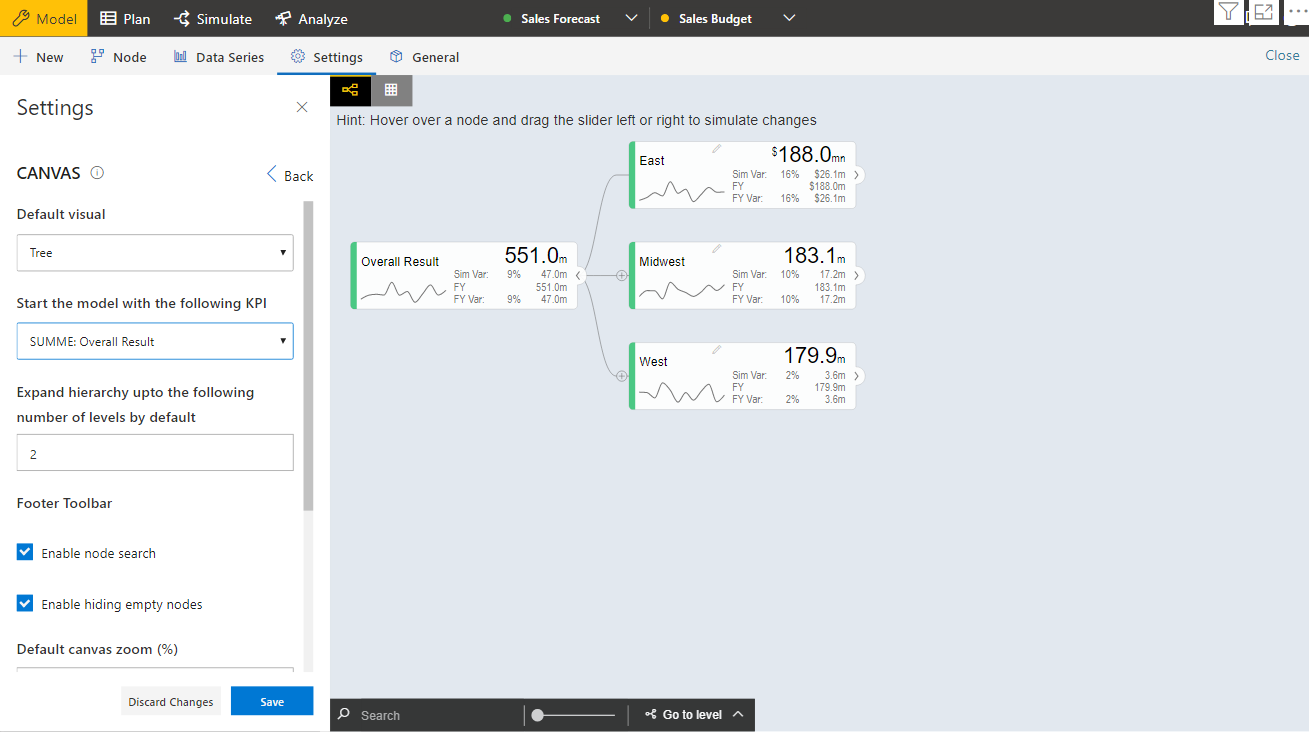 Model Plan Simulate Analyze Sales Forecast Sales Budget
New Node Data Series Settings General Close
Settings
CANVAS Back
Default visual
Tree
Start the model with the following KPI
SUMME: Overall Result
Expand hierarchy upto the following
number of levels by default
2
Footer Toolbar
Enable node search
Enable hiding empty nodes
Default canvas zoom (%)
Discard Changes Save
Hint: Hover over a node and drag the slider left or right to simulate changes
East $188.0mn
Sim Var: 16% $26.1m
FY $188.0m
FY Var: 16% $26.1m
Overall Result 551.0m
Sim Var: 9% 47.0m
FY 551.0m
FY Var: 9% 47.0m
Midwest 183.1m
Sim Var: 10% 17.2m
FY 183.1m
FY Var: 10% 17.2m
West 179.9m
Sim Var: 2% 3.6m
FY 179.9m
FY Var: 2% 3.6m
Search Go to level